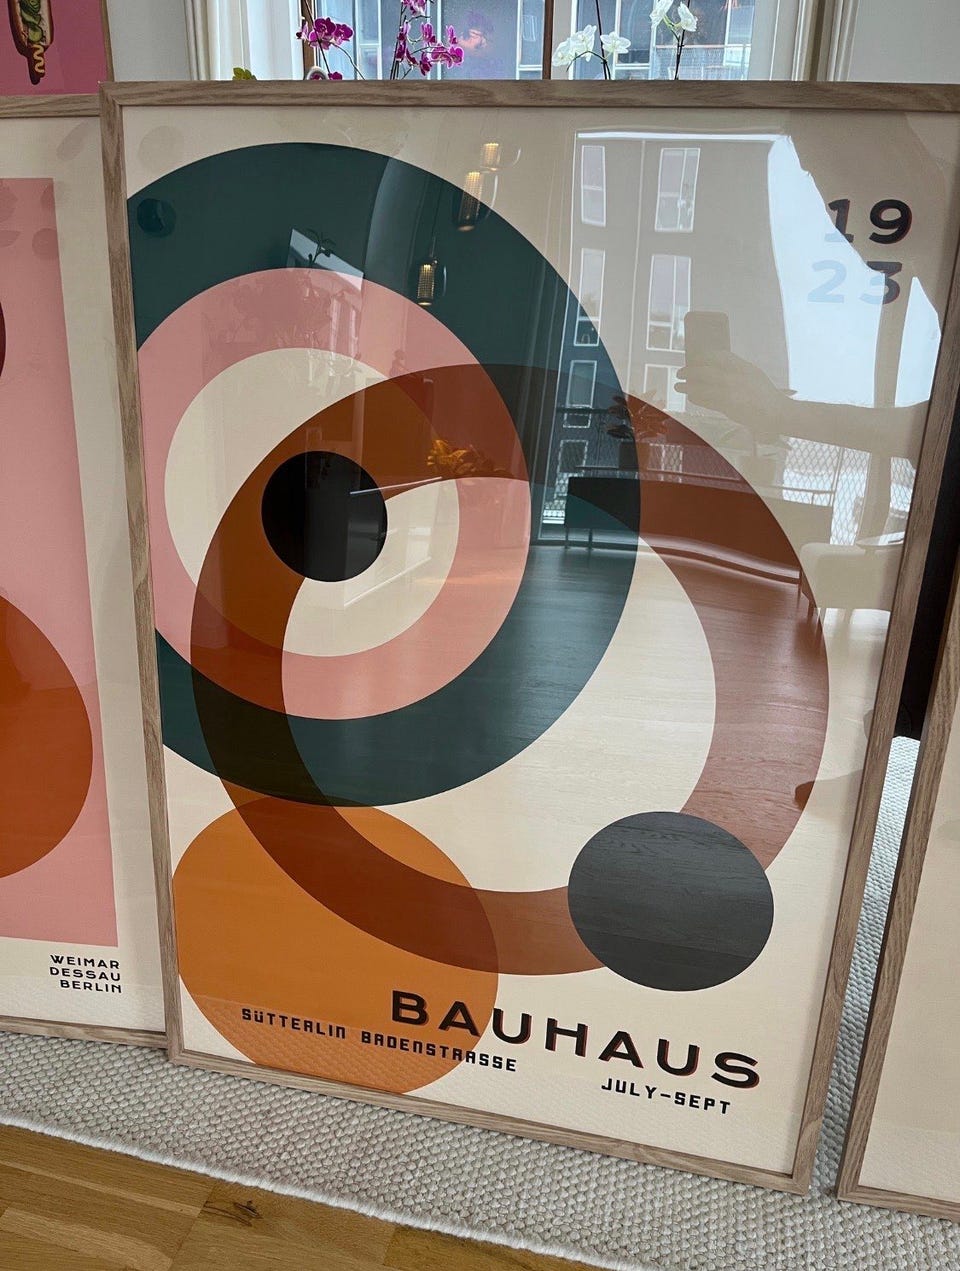 19
23
WEIMAR
DESSAU
BERLIN
BAUHAUS
SÜTTERLIN BADENSTRASSE
JULY-SEPT